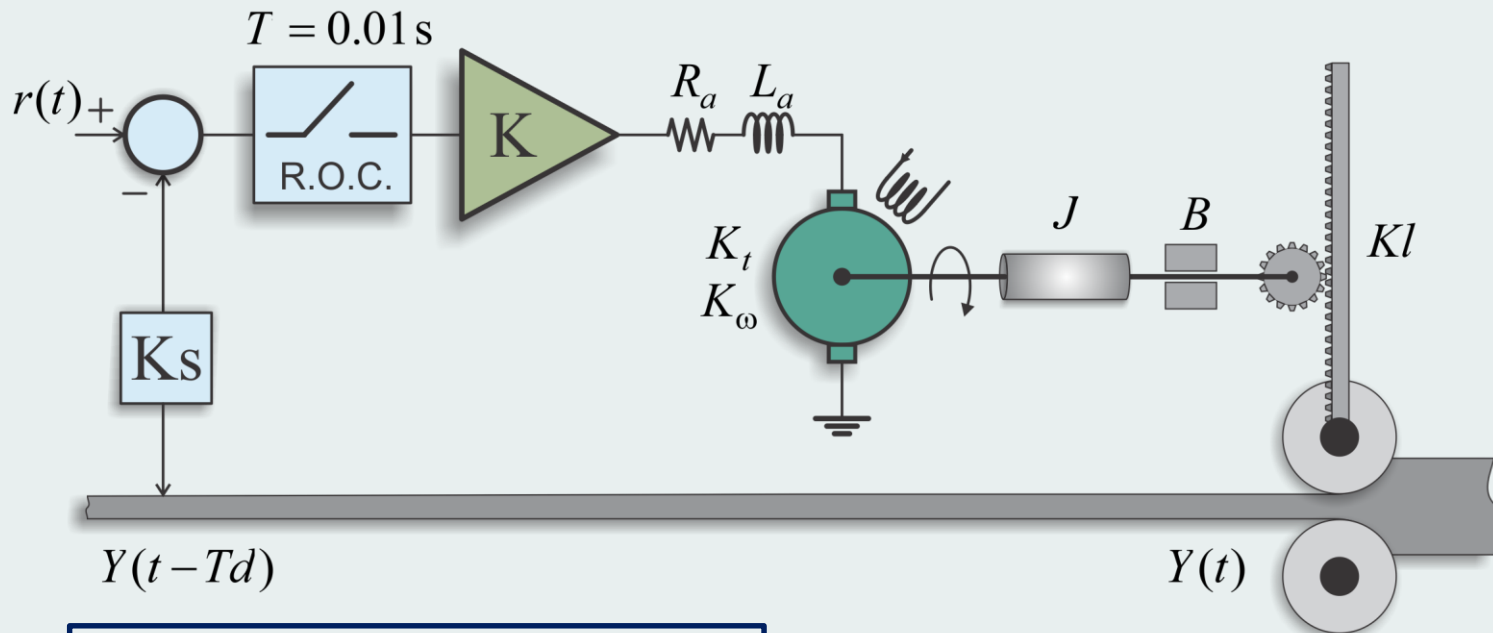 T = 0.01 s
r(t) +
−
R.O.C.
K
R_a
L_a
K_t
K_ω
J
B
Kl
Ks
Y(t − Td)
Y(t)